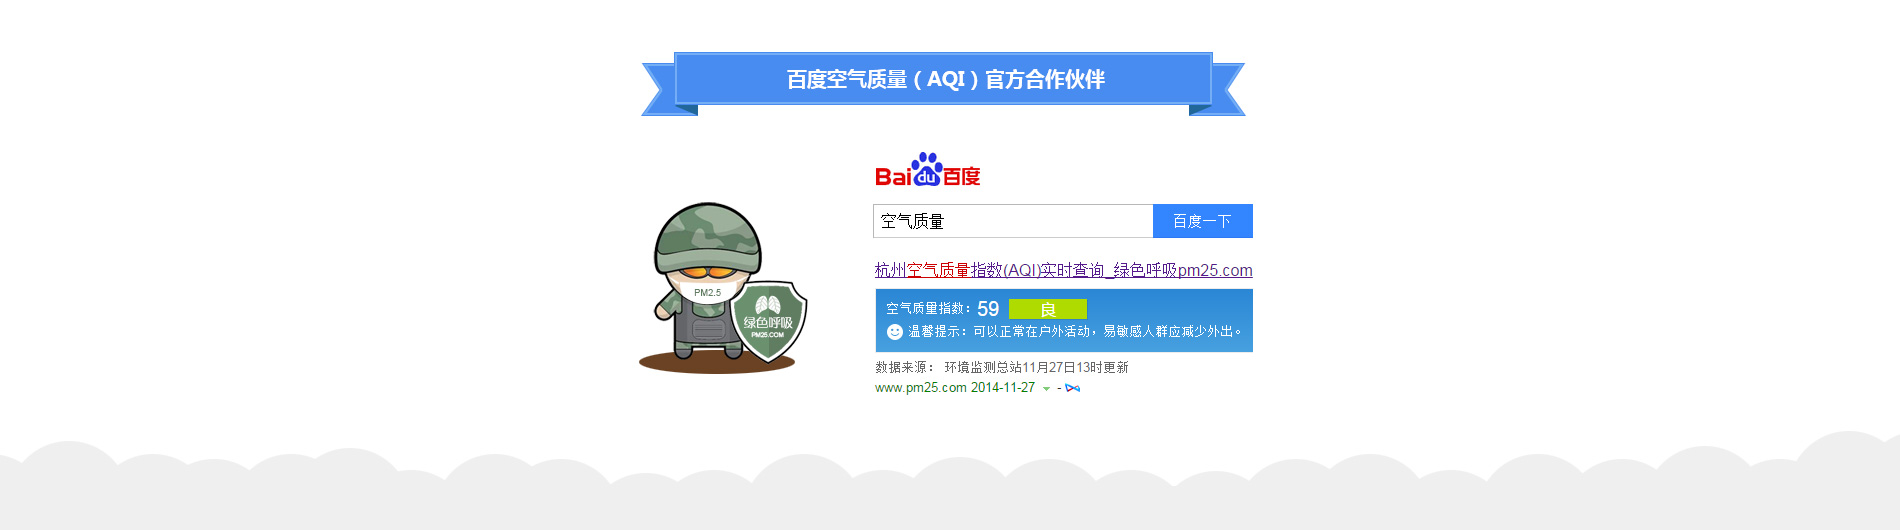 百度空气质量（AQI）官方合作伙伴
Baidu百度
空气质量
百度一下
杭州空气质量指数(AQI)实时查询_绿色呼吸pm25.com
空气质量指数：59 良
温馨提示：可以正常在户外活动，易敏感人群应减少外出。
数据来源： 环境监测总站11月27日13时更新
www.pm25.com 2014-11-27 -
PM2.5
绿色呼吸
PM25.COM